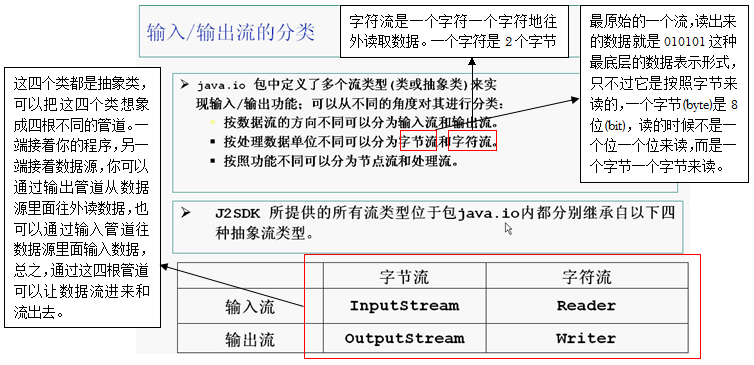 输入/输出流的分类
字符流是一个字符一个字符地往
外读取数据。一个字符是 2 个字节
最原始的一个流,读出来
的数据就是 010101 这种
最底层的数据表示形式,
只不过它是按照字节来
读的,一个字节(byte)是 8
位(bit), 读的时候不是一
个位一个位来读,而是一
个字节一个字节来读。
这四个类都是抽象类,
可以把这四个类想象
成四根不同的管道。一
端接着你的程序,另一
端接着数据源,你可以
通过输出管道从数据
源里面往外读数据,也
可以通过输入管道往
数据源里面输入数据,
总之,通过这四根管道
可以让数据流进来和
流出去。
java.io 包中定义了多个流类型(类或抽象类)来实
现输入/输出功能; 可以从不同的角度对其进行分类:
按数据流的方向不同可以分为输入流和输出流。
按处理数据单位不同可以分为字节流和字符流。
按照功能不同可以分为节点流和处理流。
J2SDK 所提供的所有流类型位于包java.io内都分别继承自以下四
种抽象流类型。
字节流 字符流
输入流 InputStream Reader
输出流 OutputStream Writer